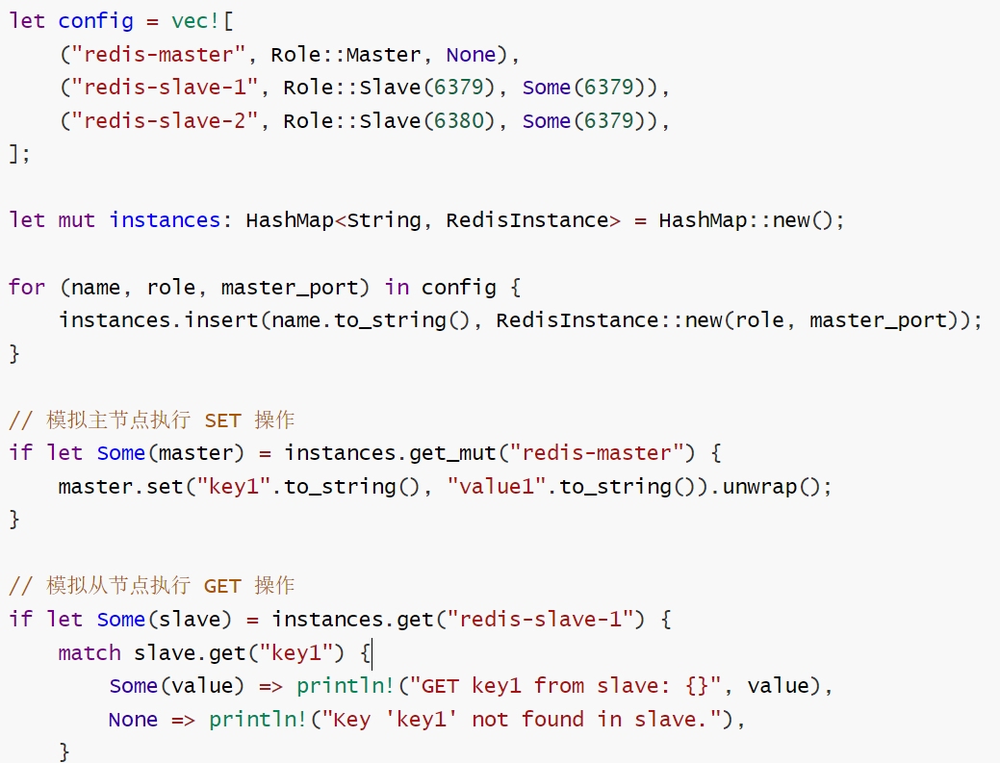 let config = vec![
    ("redis-master", Role::Master, None),
    ("redis-slave-1", Role::Slave(6379), Some(6379)),
    ("redis-slave-2", Role::Slave(6380), Some(6379)),
];
let mut instances: HashMap<String, RedisInstance> = HashMap::new();
for (name, role, master_port) in config {
    instances.insert(name.to_string(), RedisInstance::new(role, master_port));
}
// 模拟主节点执行 SET 操作
if let Some(master) = instances.get_mut("redis-master") {
    master.set("key1".to_string(), "value1".to_string()).unwrap();
}
// 模拟从节点执行 GET 操作
if let Some(slave) = instances.get("redis-slave-1") {
    match slave.get("key1") {
        Some(value) => println!("GET key1 from slave: {}", value),
        None => println!("Key 'key1' not found in slave."),
    }